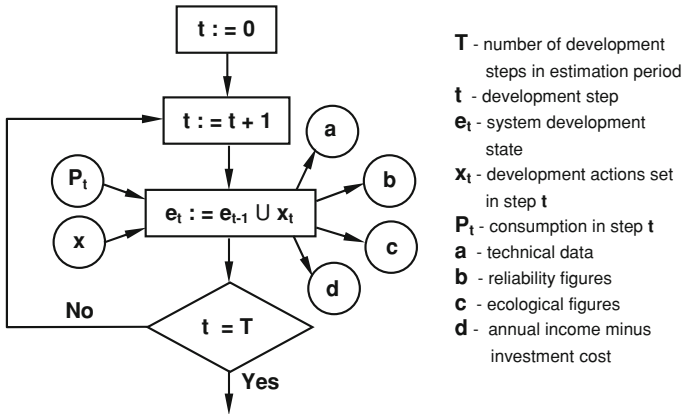 t : = 0
t : = t + 1
a
P_t
b
e_t : = e_t-1 U x_t
x
c
d
No
t = T
Yes
T - number of development
steps in estimation period
t - development step
e_t - system development
state
x_t - development actions set
in step t
P_t - consumption in step t
a - technical data
b - reliability figures
c - ecological figures
d - annual income minus
investment cost